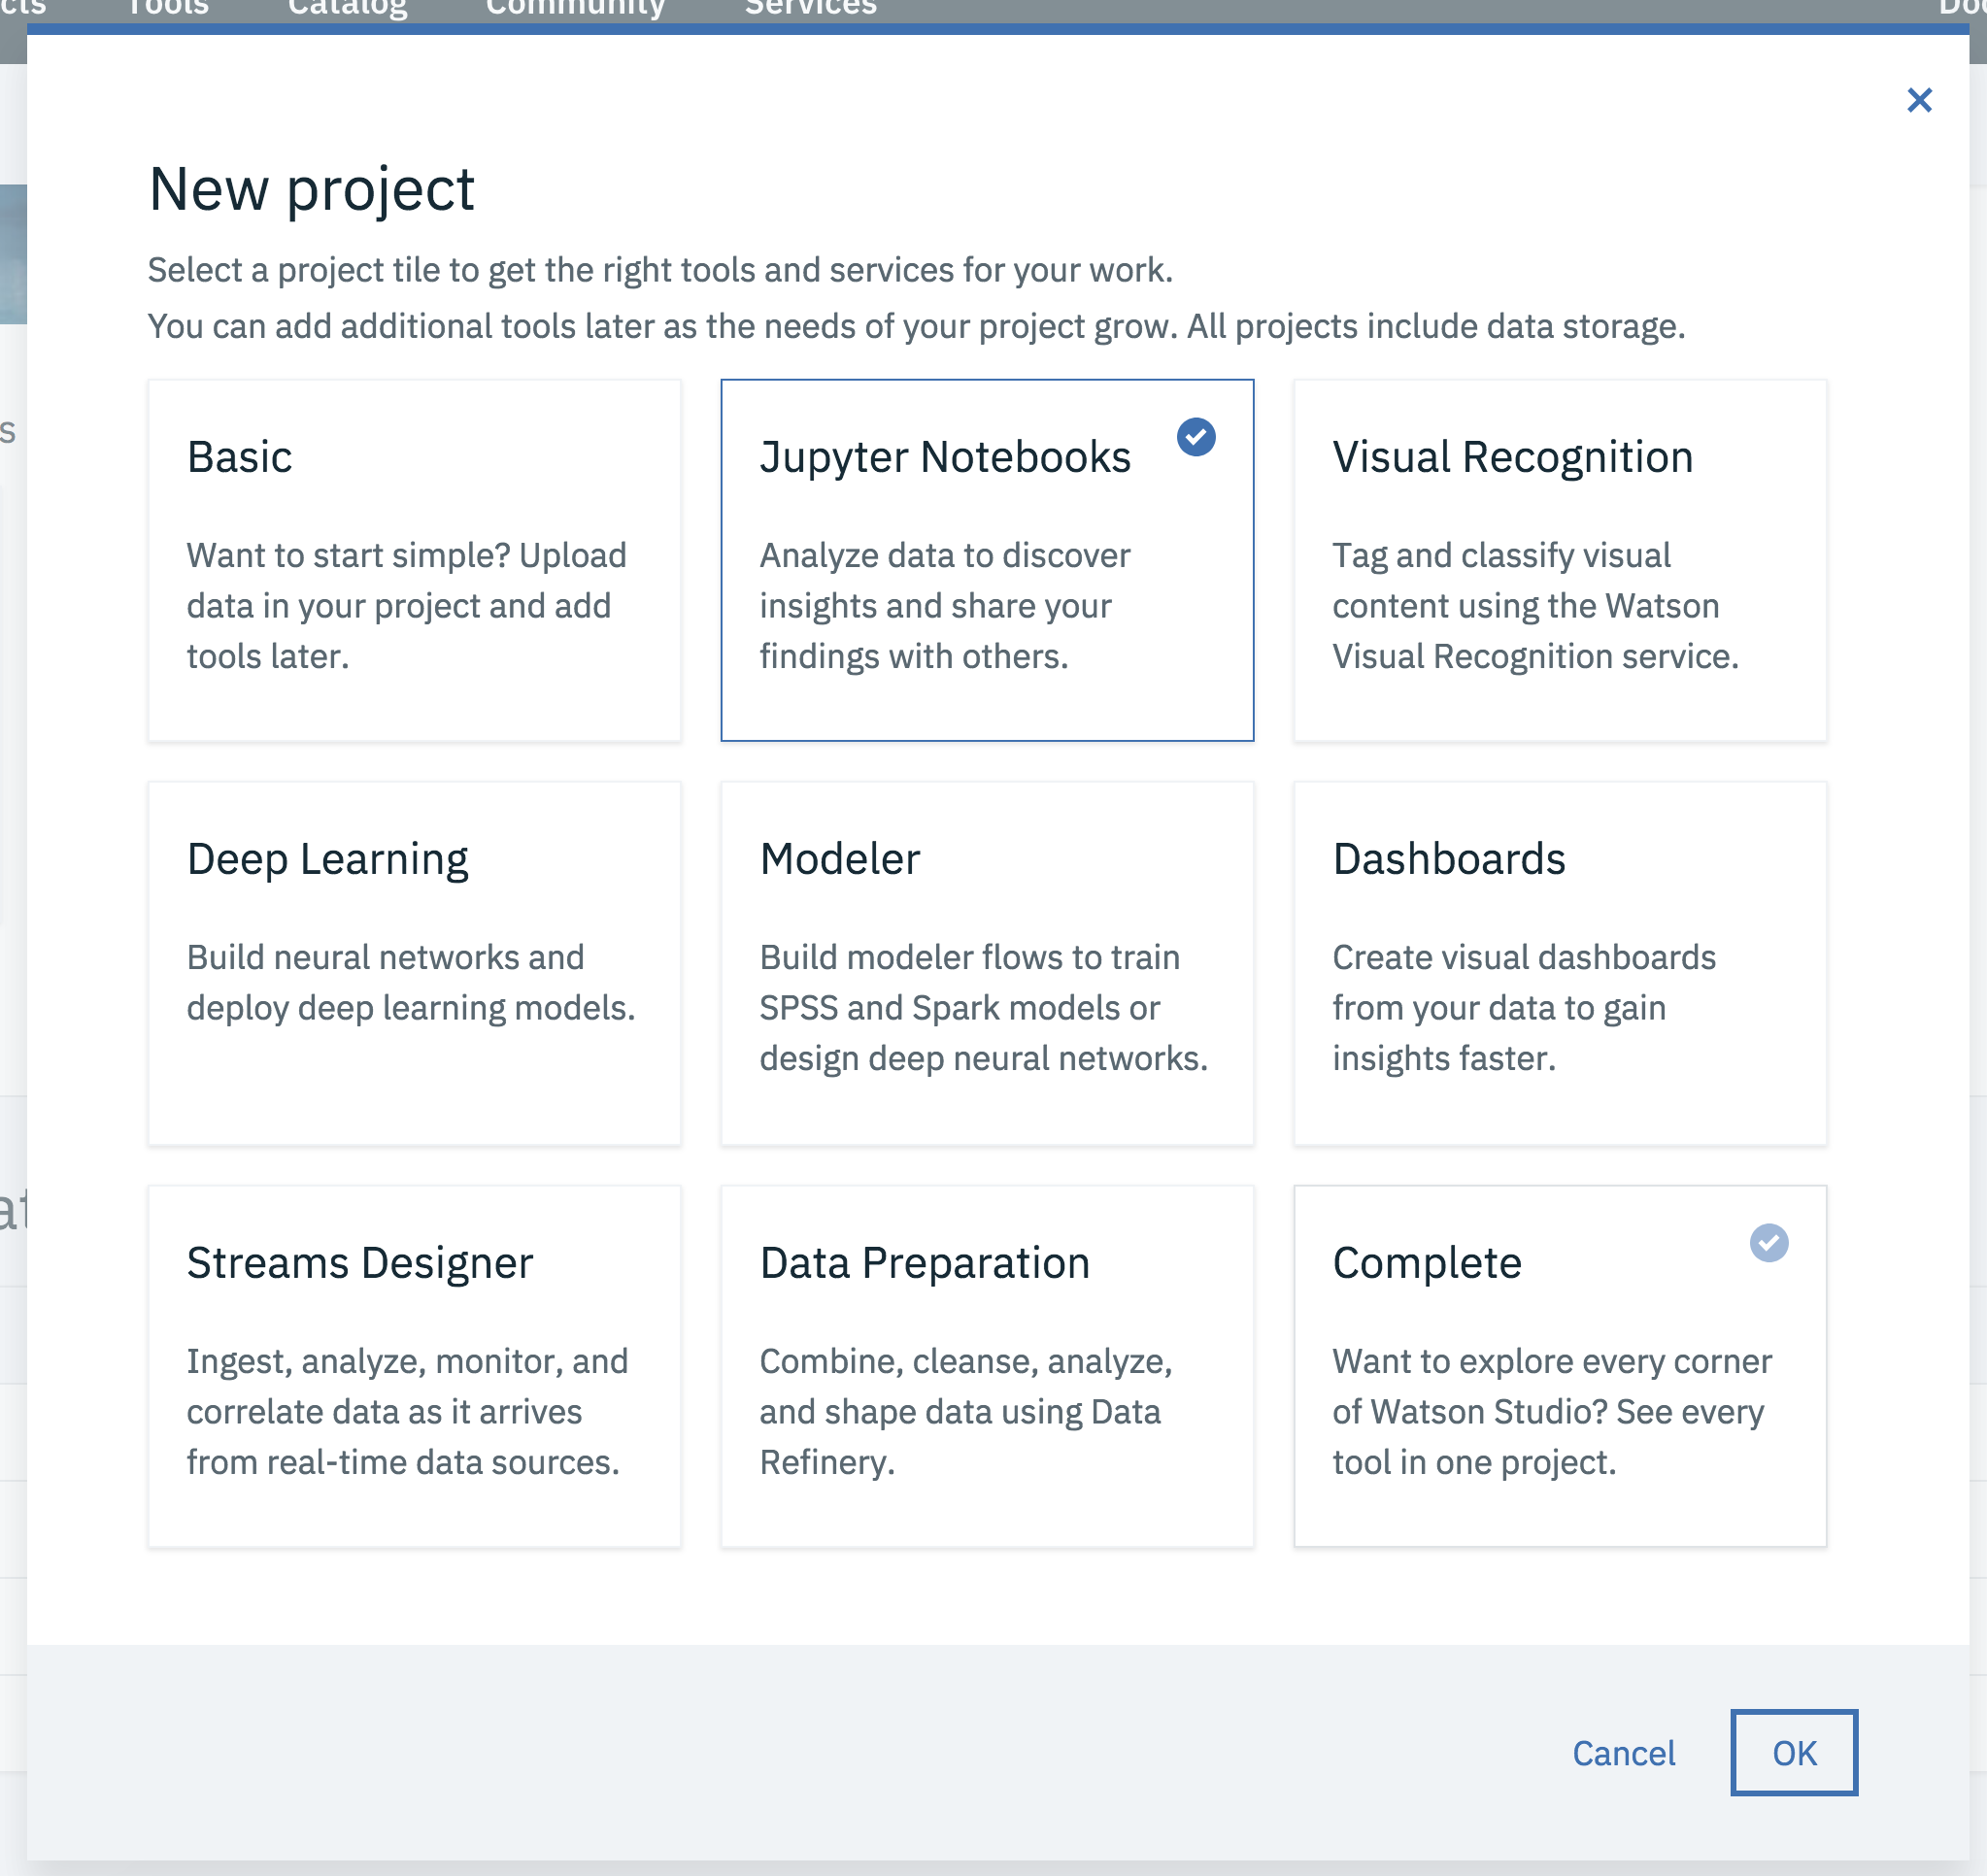 Tools Catalog Community Services
New project
Select a project tile to get the right tools and services for your work.
You can add additional tools later as the needs of your project grow. All projects include data storage.
Basic
Want to start simple? Upload
data in your project and add
tools later.
Jupyter Notebooks
Analyze data to discover
insights and share your
findings with others.
Visual Recognition
Tag and classify visual
content using the Watson
Visual Recognition service.
Deep Learning
Build neural networks and
deploy deep learning models.
Modeler
Build modeler flows to train
SPSS and Spark models or
design deep neural networks.
Dashboards
Create visual dashboards
from your data to gain
insights faster.
Streams Designer
Ingest, analyze, monitor, and
correlate data as it arrives
from real-time data sources.
Data Preparation
Combine, cleanse, analyze,
and shape data using Data
Refinery.
Complete
Want to explore every corner
of Watson Studio? See every
tool in one project.
Cancel OK